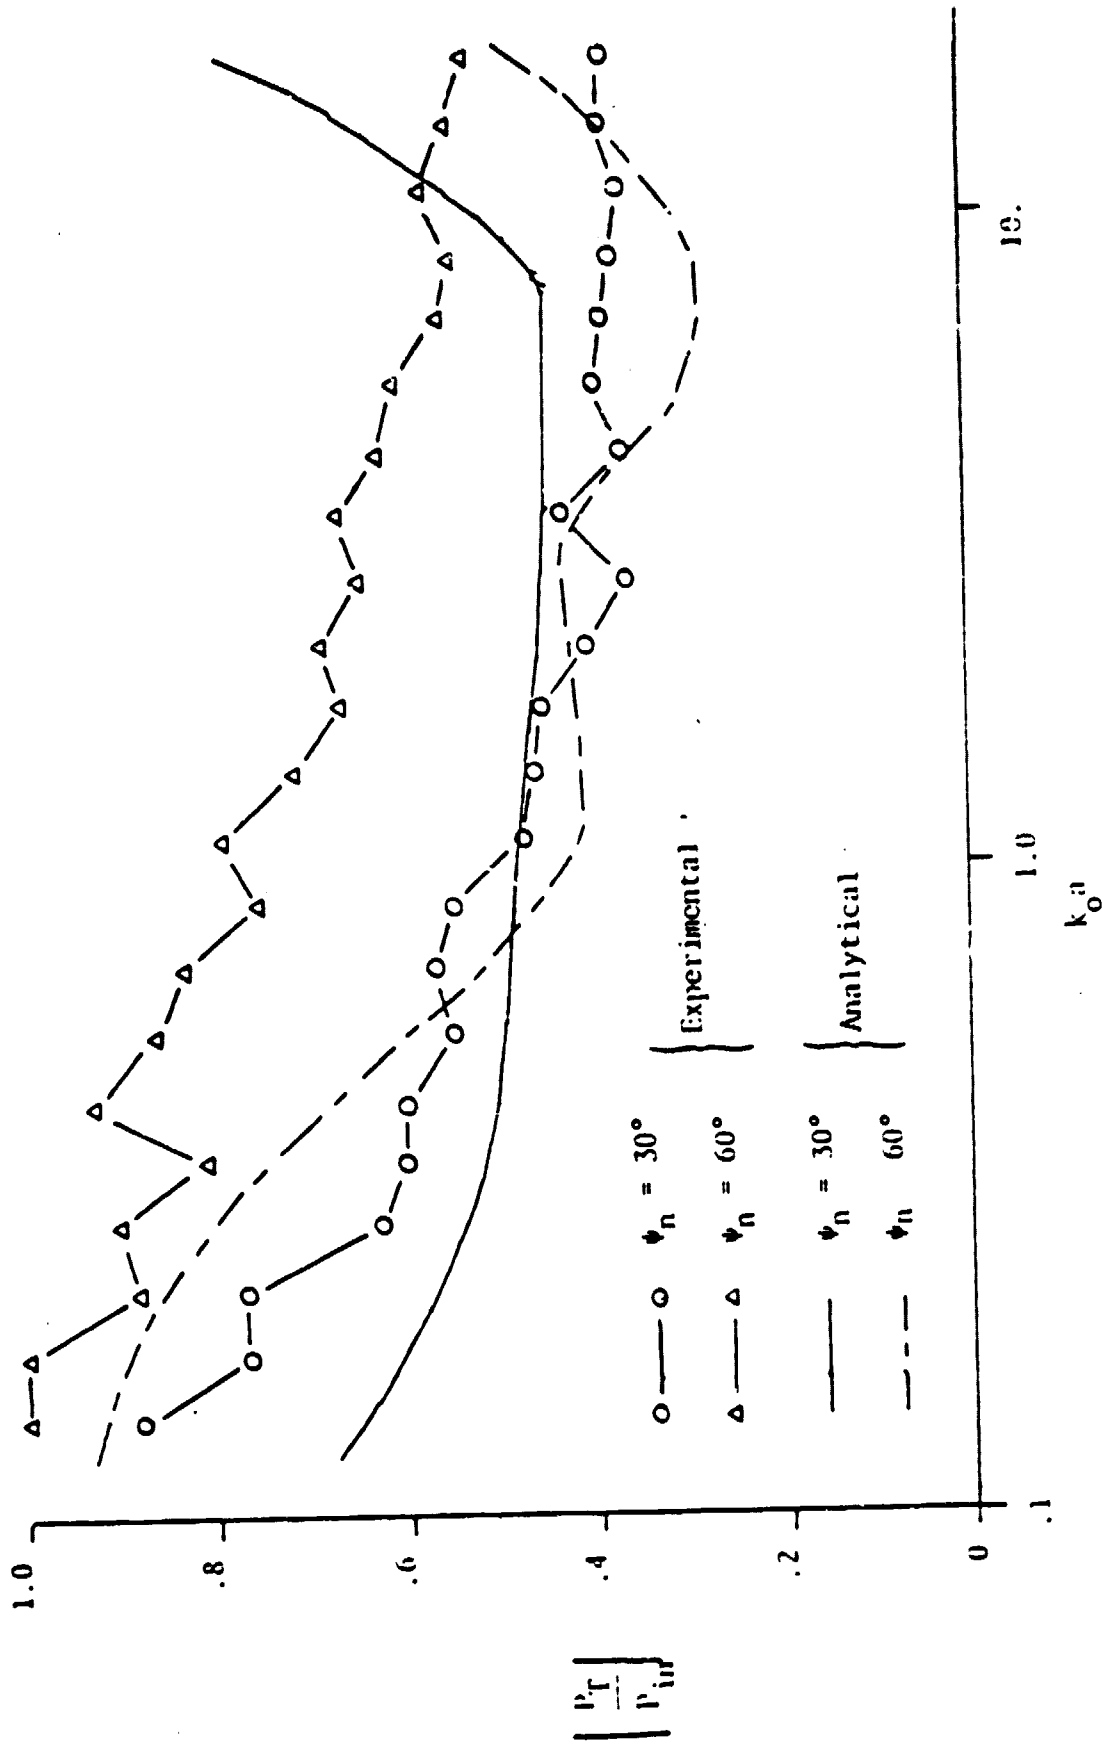 | P_T / P_in |
1.0
.8
.6
.4
.2
0
.1
1.0
10.
k_o a
ψ_n = 30°
ψ_n = 60°
Experimental
ψ_n = 30°
ψ_n 60°
Analytical